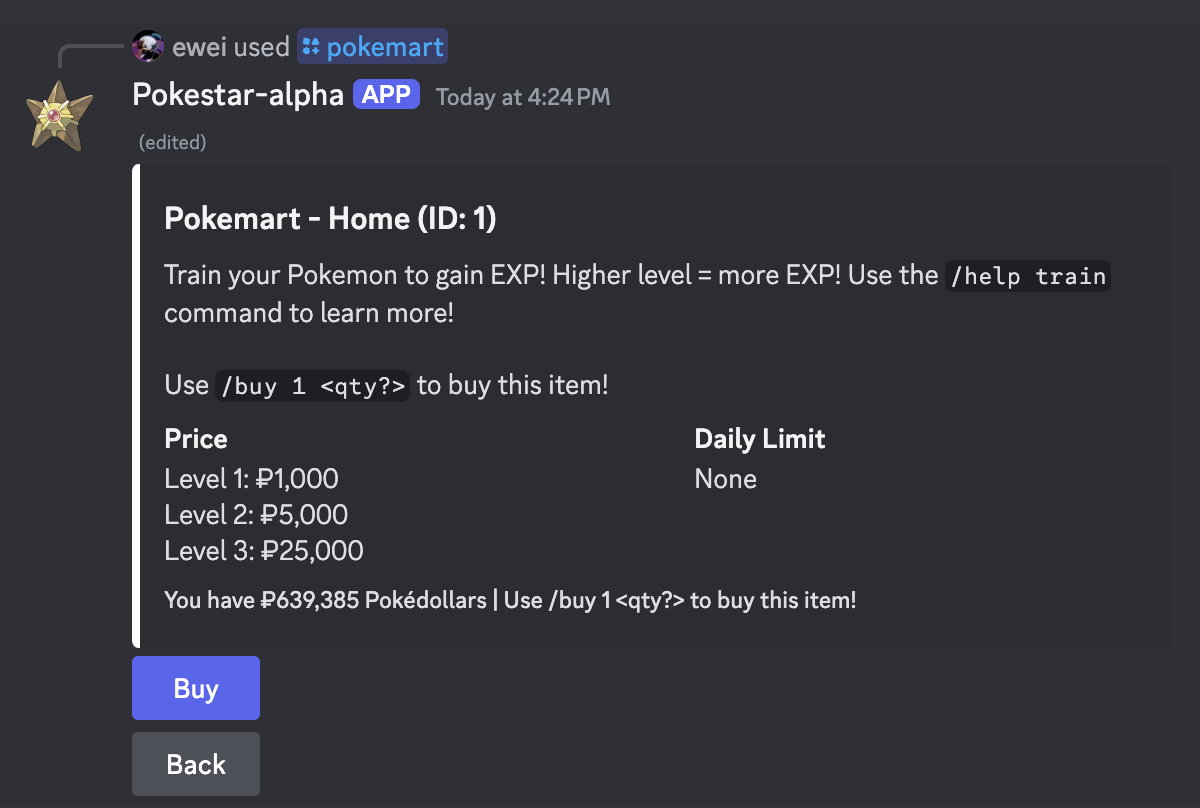 ewei used pokemart
Pokestar-alpha APP Today at 4:24 PM
(edited)
Pokemart - Home (ID: 1)
Train your Pokemon to gain EXP! Higher level = more EXP! Use the /help train
command to learn more!
Use /buy 1 <qty?> to buy this item!
Price Daily Limit
Level 1: ₽1,000 None
Level 2: ₽5,000
Level 3: ₽25,000
You have ₽639,385 Pokédollars | Use /buy 1 <qty?> to buy this item!
Buy
Back